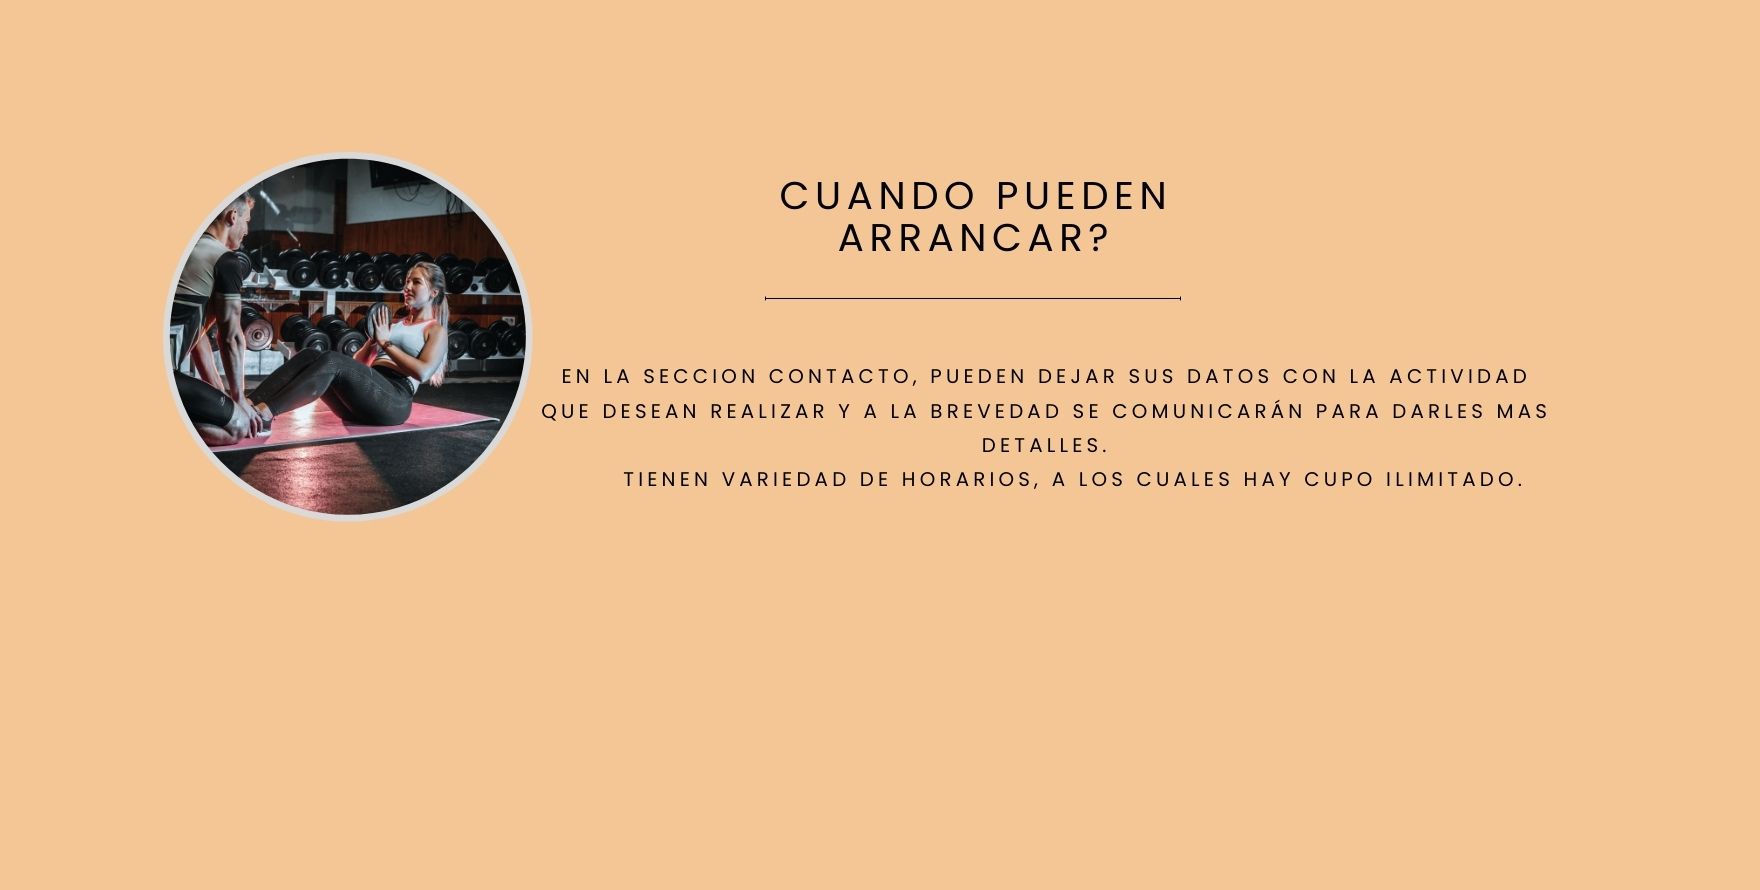 CUANDO PUEDEN
ARRANCAR?
EN LA SECCION CONTACTO, PUEDEN DEJAR SUS DATOS CON LA ACTIVIDAD
QUE DESEAN REALIZAR Y A LA BREVEDAD SE COMUNICARÁN PARA DARLES MAS
DETALLES.
TIENEN VARIEDAD DE HORARIOS, A LOS CUALES HAY CUPO ILIMITADO.